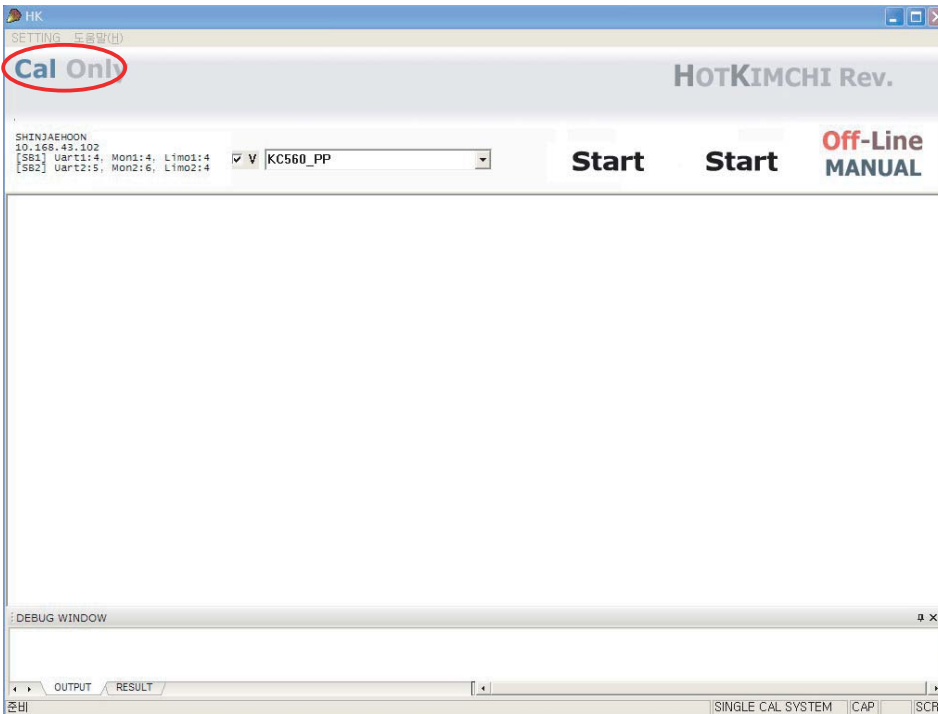 HK
SETTING 도움말(H)
Cal Only
HOTKIMCHI Rev.
SHINJAEHOON
10.168.43.102
[SB1] Uart1:4, Mon1:4, Limo1:4
[SB2] Uart2:5, Mon2:6, Limo2:4
V KC560_PP
Start Start
Off-Line
MANUAL
DEBUG WINDOW
OUTPUT RESULT
준비 SINGLE CAL SYSTEM CAP SCR